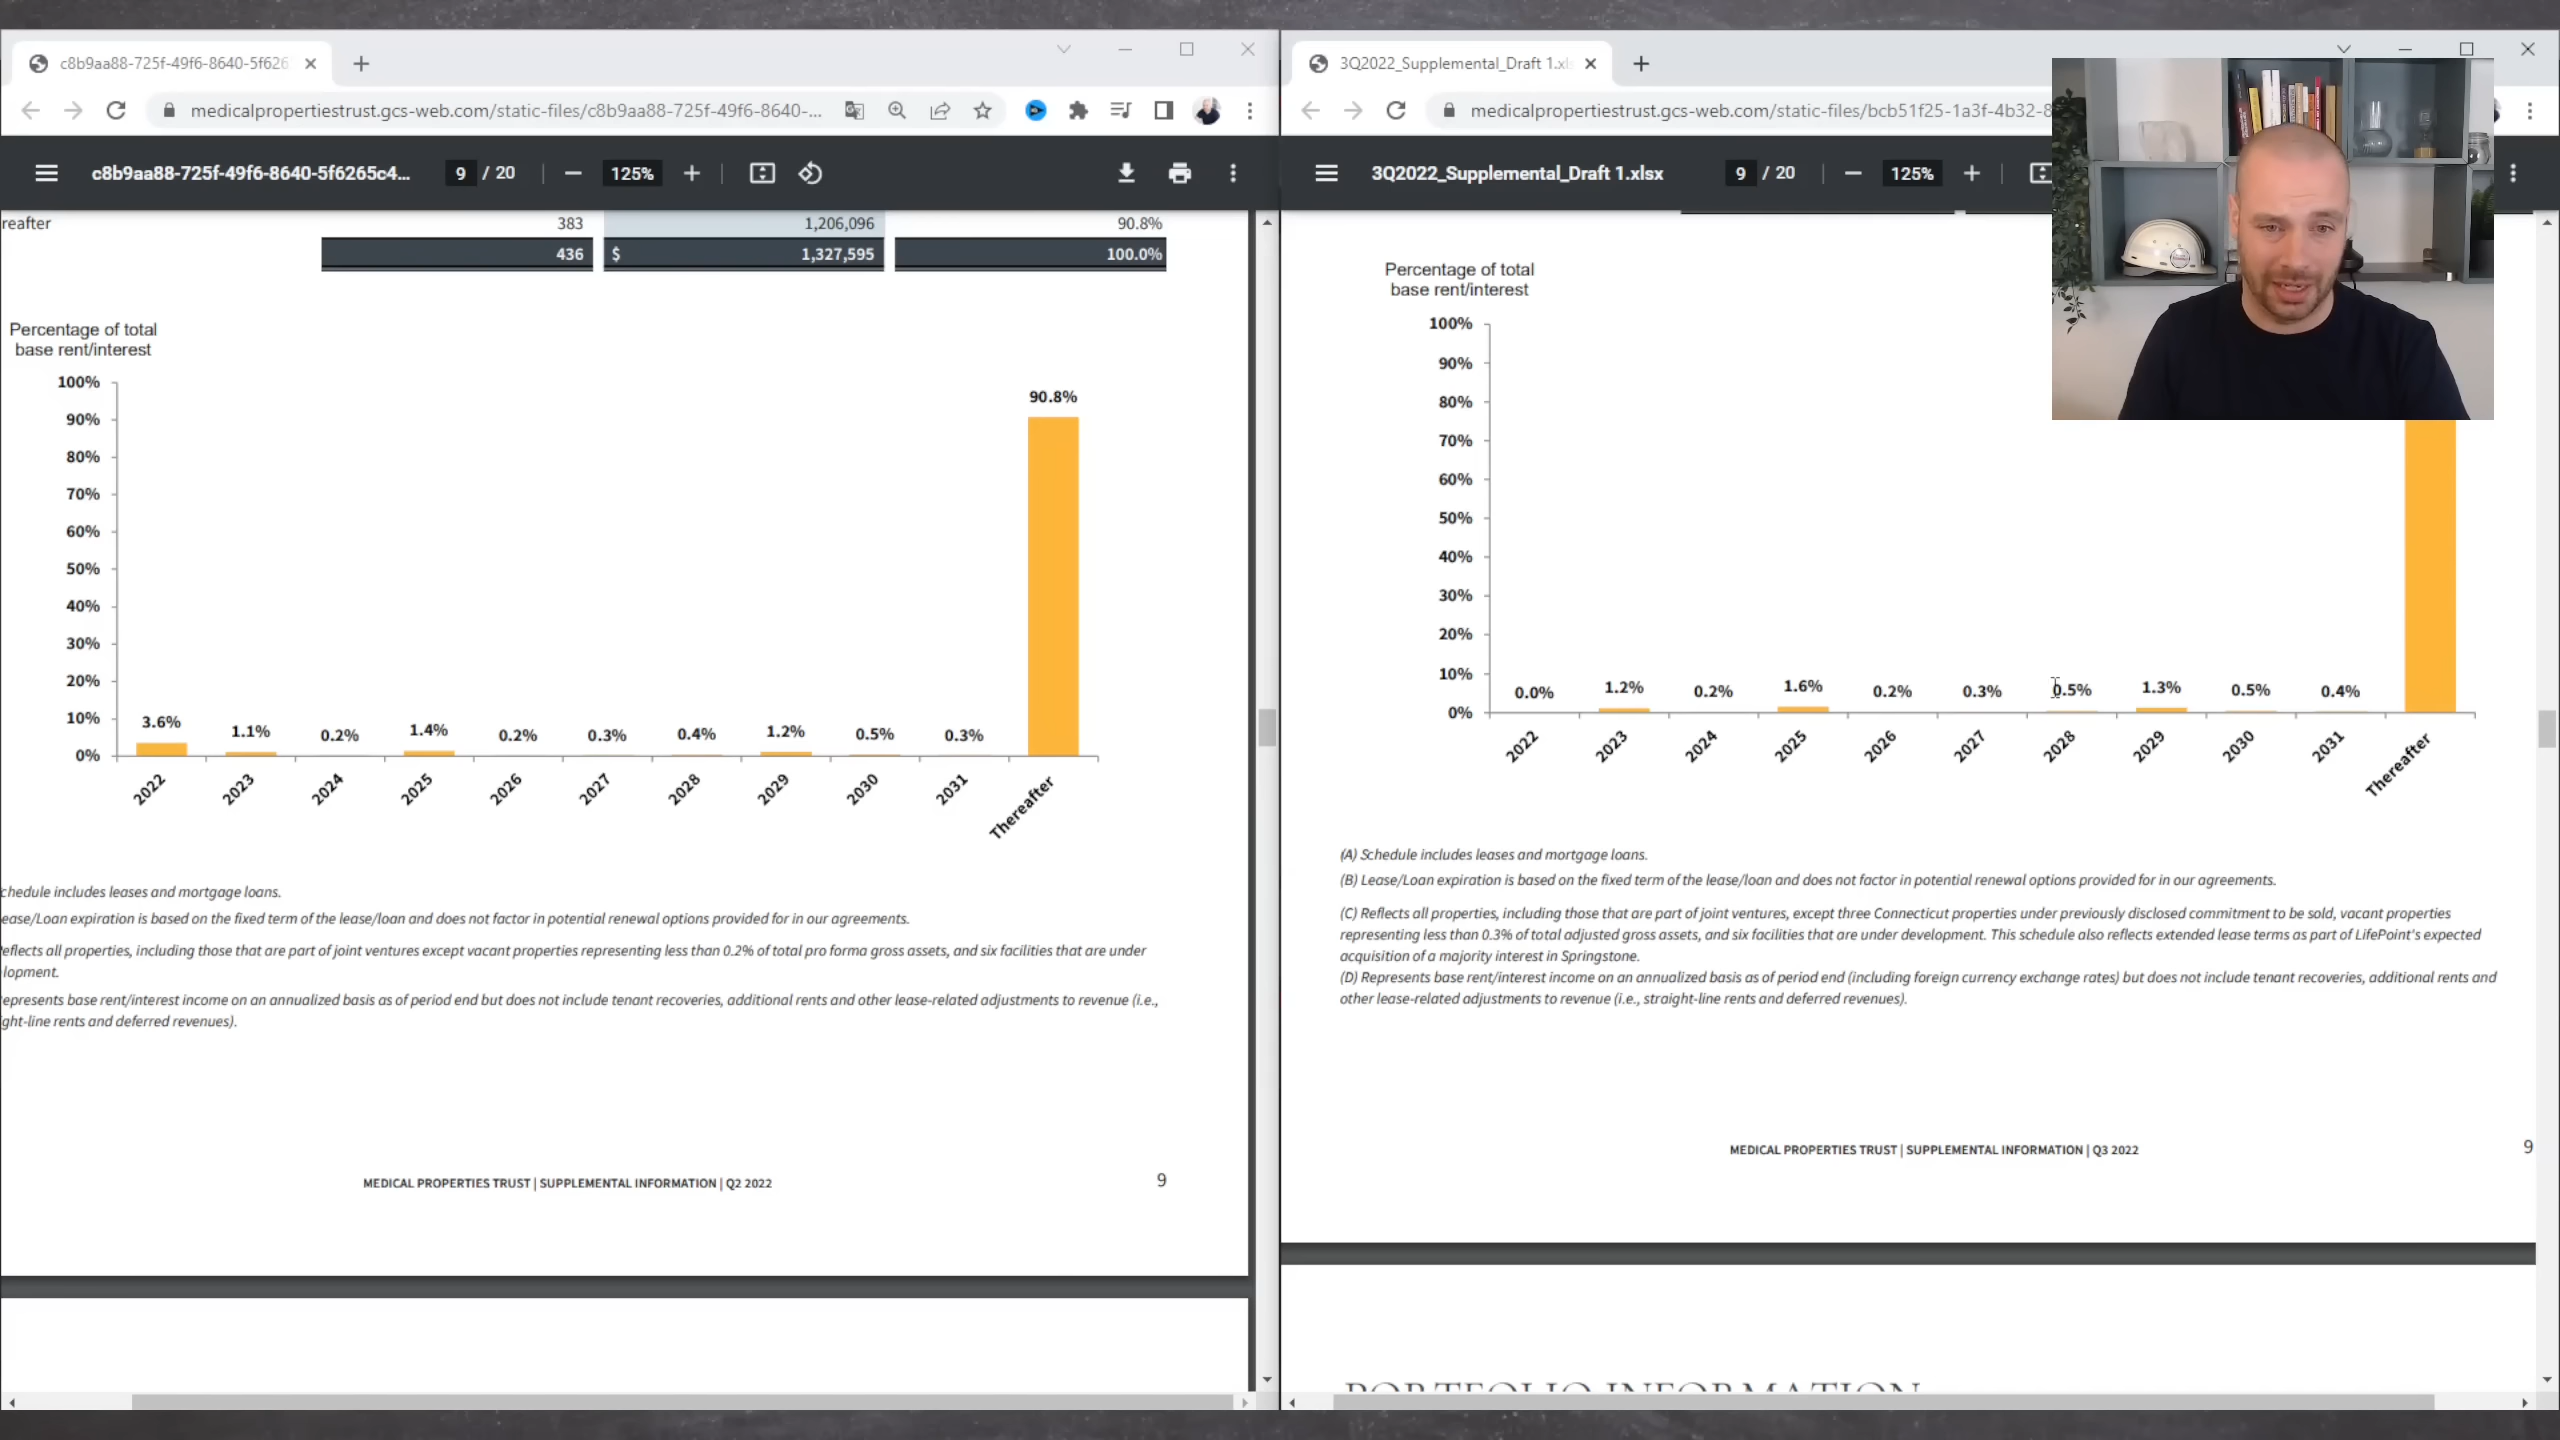 c8b9aa88-725f-49f6-8640-5f626
medicalpropertiestrust.gcs-web.com/static-files/c8b9aa88-725f-49f6-8640-...
c8b9aa88-725f-49f6-8640-5f6265c4...
9 / 20
125%
reafter 383 1,206,096 90.8%
436 $ 1,327,595 100.0%
Percentage of total
base rent/interest
100%
90%
80%
70%
60%
50%
40%
30%
20%
10%
0%
3.6% 1.1% 0.2% 1.4% 0.2% 0.3% 0.4% 1.2% 0.5% 0.3% 90.8%
2022 2023 2024 2025 2026 2027 2028 2029 2030 2031 Thereafter
chedule includes leases and mortgage loans.
ease/Loan expiration is based on the fixed term of the lease/loan and does not factor in potential renewal options provided for in our agreements.
eflects all properties, including those that are part of joint ventures except vacant properties representing less than 0.2% of total pro forma gross assets, and six facilities that are under
lopment.
epresents base rent/interest income on an annualized basis as of period end but does not include tenant recoveries, additional rents and other lease-related adjustments to revenue (i.e.,
ght-line rents and deferred revenues).
MEDICAL PROPERTIES TRUST | SUPPLEMENTAL INFORMATION | Q2 2022
9
3Q2022_Supplemental_Draft 1.xls
medicalpropertiestrust.gcs-web.com/static-files/bcb51f25-1a3f-4b32-8
3Q2022_Supplemental_Draft 1.xlsx
9 / 20
125%
Percentage of total
base rent/interest
100%
90%
80%
70%
60%
50%
40%
30%
20%
10%
0%
0.0% 1.2% 0.2% 1.6% 0.2% 0.3% 0.5% 1.3% 0.5% 0.4%
2022 2023 2024 2025 2026 2027 2028 2029 2030 2031 Thereafter
(A) Schedule includes leases and mortgage loans.
(B) Lease/Loan expiration is based on the fixed term of the lease/loan and does not factor in potential renewal options provided for in our agreements.
(C) Reflects all properties, including those that are part of joint ventures, except three Connecticut properties under previously disclosed commitment to be sold, vacant properties
representing less than 0.3% of total adjusted gross assets, and six facilities that are under development. This schedule also reflects extended lease terms as part of LifePoint's expected
acquisition of a majority interest in Springstone.
(D) Represents base rent/interest income on an annualized basis as of period end (including foreign currency exchange rates) but does not include tenant recoveries, additional rents and
other lease-related adjustments to revenue (i.e., straight-line rents and deferred revenues).
MEDICAL PROPERTIES TRUST | SUPPLEMENTAL INFORMATION | Q3 2022
9
PORTFOLIO INFORMATION